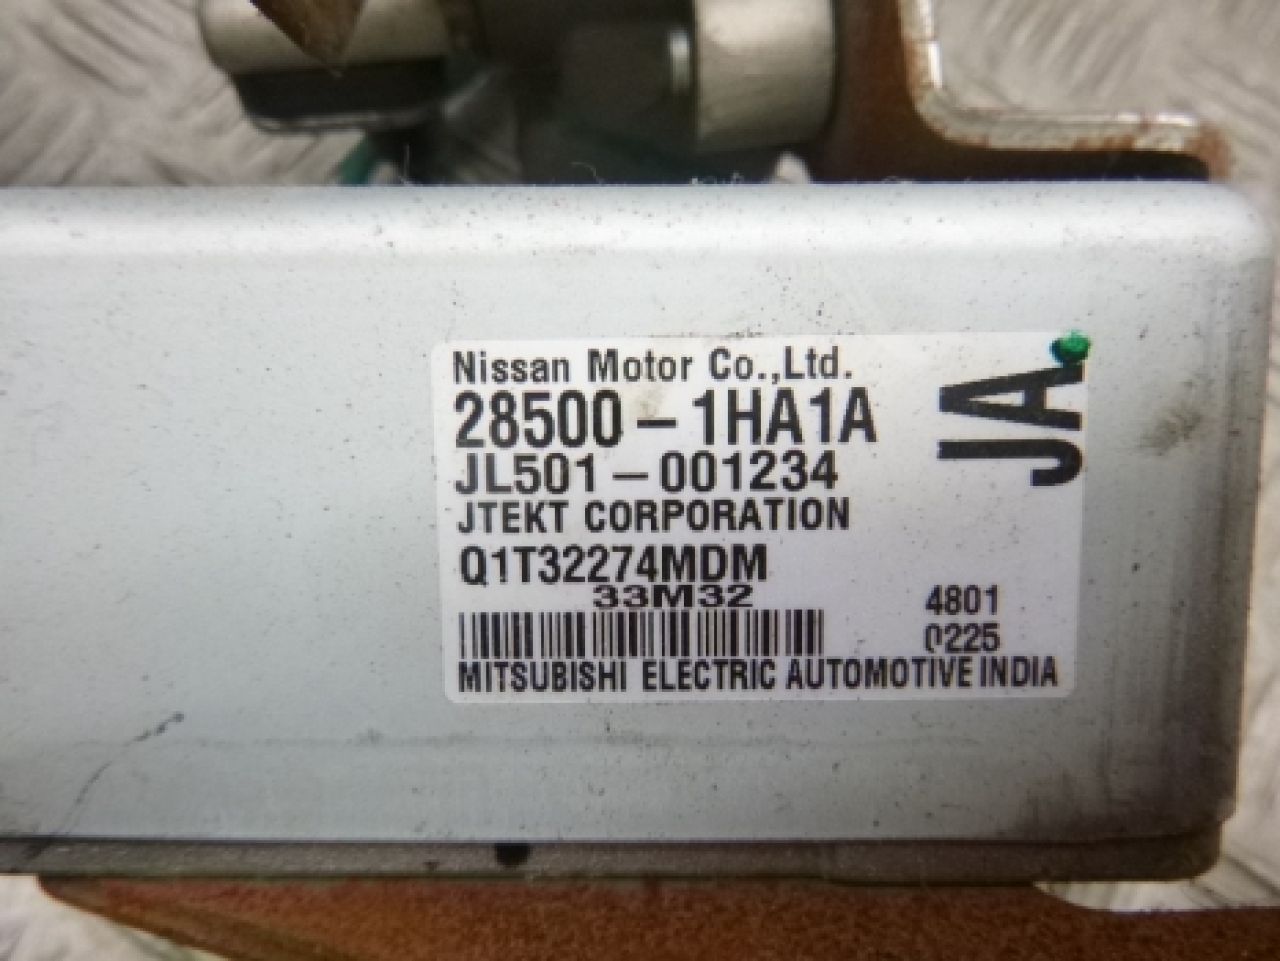 Nissan Motor Co.,Ltd.
28500-1HA1A
JL501-001234
JTEKT CORPORATION
Q1T32274MDM
33M32
4801
0225
MITSUBISHI ELECTRIC AUTOMOTIVE INDIA
JA